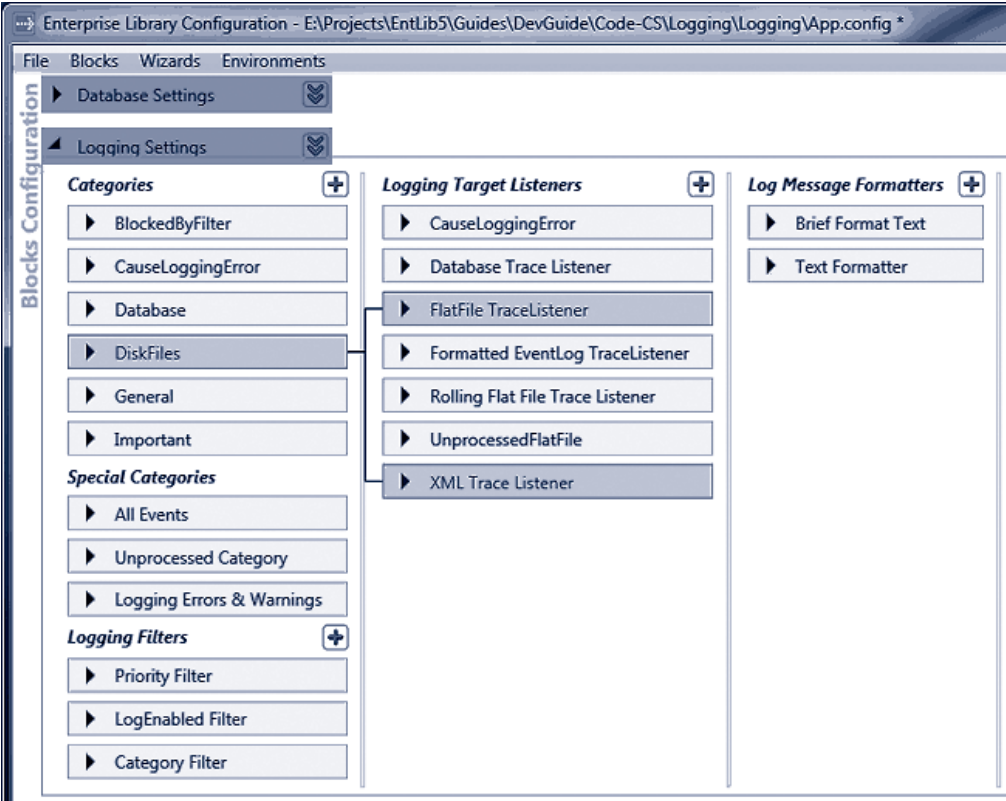 Enterprise Library Configuration - E:\Projects\EntLib5\Guides\DevGuide\Code-CS\Logging\Logging\App.config *
File Blocks Wizards Environments
Blocks Configuration
Database Settings
Logging Settings
Categories
BlockedByFilter
CauseLoggingError
Database
DiskFiles
General
Important
Special Categories
All Events
Unprocessed Category
Logging Errors & Warnings
Logging Filters
Priority Filter
LogEnabled Filter
Category Filter
Logging Target Listeners
CauseLoggingError
Database Trace Listener
FlatFile TraceListener
Formatted EventLog TraceListener
Rolling Flat File Trace Listener
UnprocessedFlatFile
XML Trace Listener
Log Message Formatters
Brief Format Text
Text Formatter